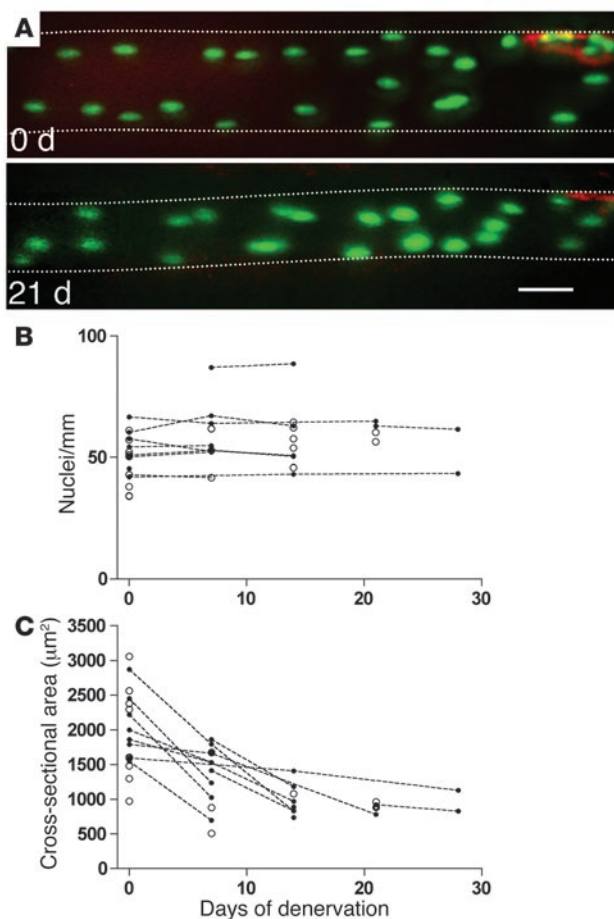 A
0 d
21 d
B
100
50
0
Nuclei/mm
0 10 20 30
C
3500
3000
2500
2000
1500
1000
500
0
Cross-sectional area (μm²)
0 10 20 30
Days of denervation